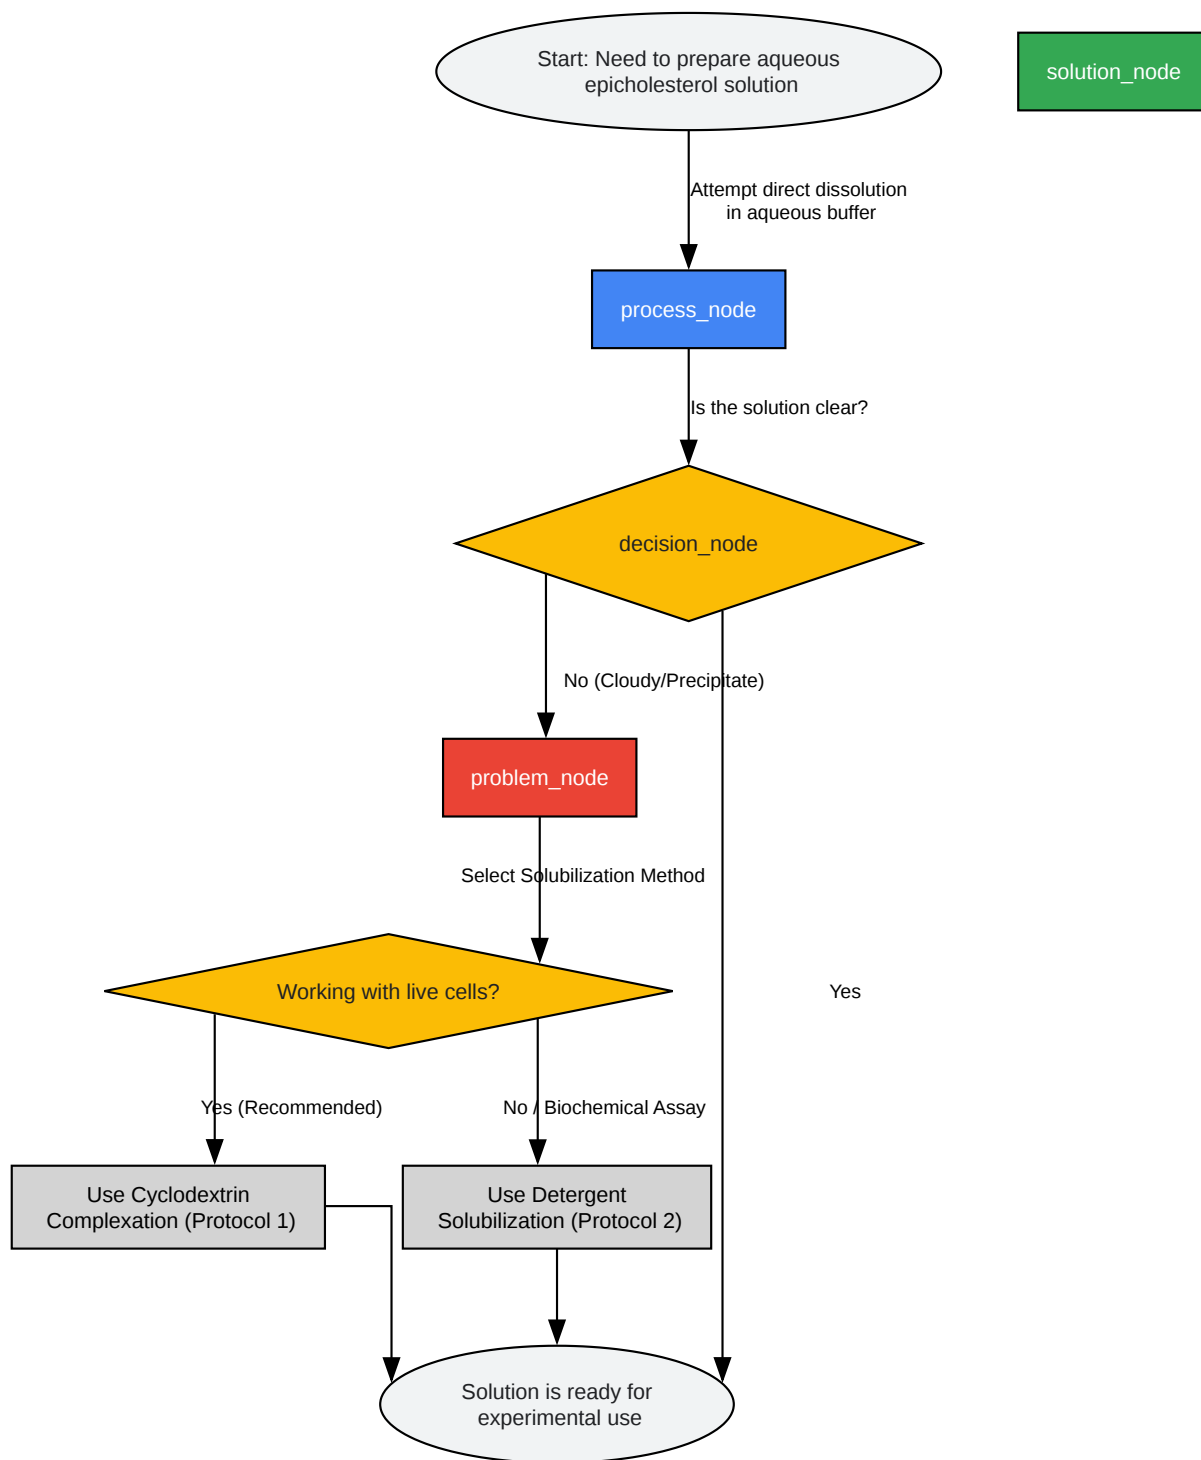 Start: Need to prepare aqueous
epicholesterol solution
solution_node
Attempt direct dissolution
in aqueous buffer
process_node
Is the solution clear?
decision_node
No (Cloudy/Precipitate)
problem_node
Select Solubilization Method
Working with live cells?
Yes
Yes (Recommended)
No / Biochemical Assay
Use Cyclodextrin
Complexation (Protocol 1)
Use Detergent
Solubilization (Protocol 2)
Solution is ready for
experimental use